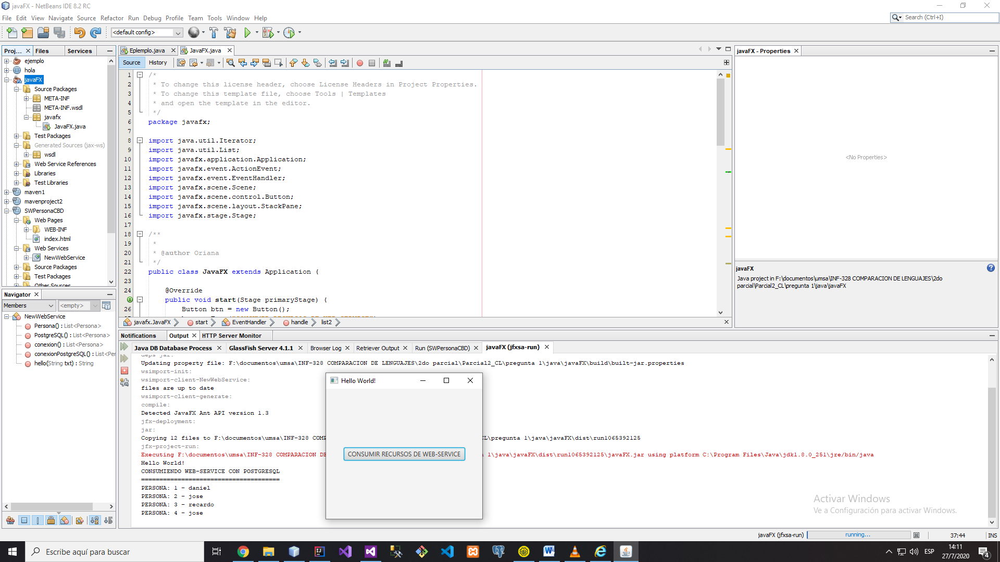 javaFX - NetBeans IDE 8.2 RC
File Edit View Navigate Source Refactor Run Debug Profile Team Tools Window Help
Search (Ctrl+I)
<default config>
Proj... Files Services
ejemplo
hola
javaFX
Source Packages
META-INF
META-INF.wsdl
javafx
JavaFX.java
Test Packages
Generated Sources (jax-ws)
wsdl
Web Service References
Libraries
Test Libraries
maven1
mavenproject2
SWPersonaCBD
Web Pages
WEB-INF
index.html
Web Services
NewWebService
Source Packages
Test Packages
Other Sources
Navigator
Members <empty>
NewWebService
Persona() : List<Persona>
PostgreSQL() : List<Persona>
conexion() : List<Persona>
conexionPostgreSQL() : List<Per
hello(String txt) : String
Eplemplo.java JavaFX.java
Source History
1 /*
2 * To change this license header, choose License Headers in Project Properties.
3 * To change this template file, choose Tools | Templates
4 * and open the template in the editor.
5 */
6 package javafx;
7
8 import java.util.Iterator;
9 import java.util.List;
10 import javafx.application.Application;
11 import javafx.event.ActionEvent;
12 import javafx.event.EventHandler;
13 import javafx.scene.Scene;
14 import javafx.scene.control.Button;
15 import javafx.scene.layout.StackPane;
16 import javafx.stage.Stage;
17
18 /**
19 *
20 * @author Oriana
21 */
22 public class JavaFX extends Application {
23
24 @Override
public void start(Stage primaryStage) {
26 Button btn = new Button();
javafx.JavaFX start EventHandler handle list2
javaFX - Properties
<No Properties>
javaFX
Java project in F:\documentos\umsa\INF-328 COMPARACION DE LENGUAJES\2do
parcial\Parcial2_CL\pregunta 1\java\javaFX
Notifications Output HTTP Server Monitor
Java DB Database Process GlassFish Server 4.1.1 Browser Log Retriever Output Run (SWPersonaCBD) javaFX (jfxsa-run)
deps-jar:
Updating property file: F:\documentos\umsa\INF-328 COMPARACION DE LENGUAJES\2do parcial\Parcial2_CL\pregunta 1\java\javaFX\build\built-jar.properties
wsimport-init:
wsimport-client-NewWebService:
files are up to date
wsimport-client-generate:
compile:
Detected JavaFX Ant API version 1.3
jfx-deployment:
jar:
Copying 12 files to F:\documentos\umsa\INF-328 COMP CL\pregunta 1\java\javaFX\dist\run1065392125
jfx-project-run:
Executing F:\documentos\umsa\INF-328 COMPARACION DE a 1\java\javaFX\dist\run1065392125\javaFX.jar using platform C:\Program Files\Java\jdk1.8.0_251\jre/bin/java
Hello World!
CONSUMIENDO WEB-SERVICE CON POSTGRESQL
======================================
PERSONA: 1 - daniel
PERSONA: 2 - jose
PERSONA: 3 - recardo
PERSONA: 4 - jose
Hello World!
CONSUMIR RECURSOS DE WEB-SERVICE
Activar Windows
Ve a Configuración para activar Windows.
javaFX (jfxsa-run) running... 37:44 INS
Escribe aquí para buscar
ESP
14:11
27/7/2020
4